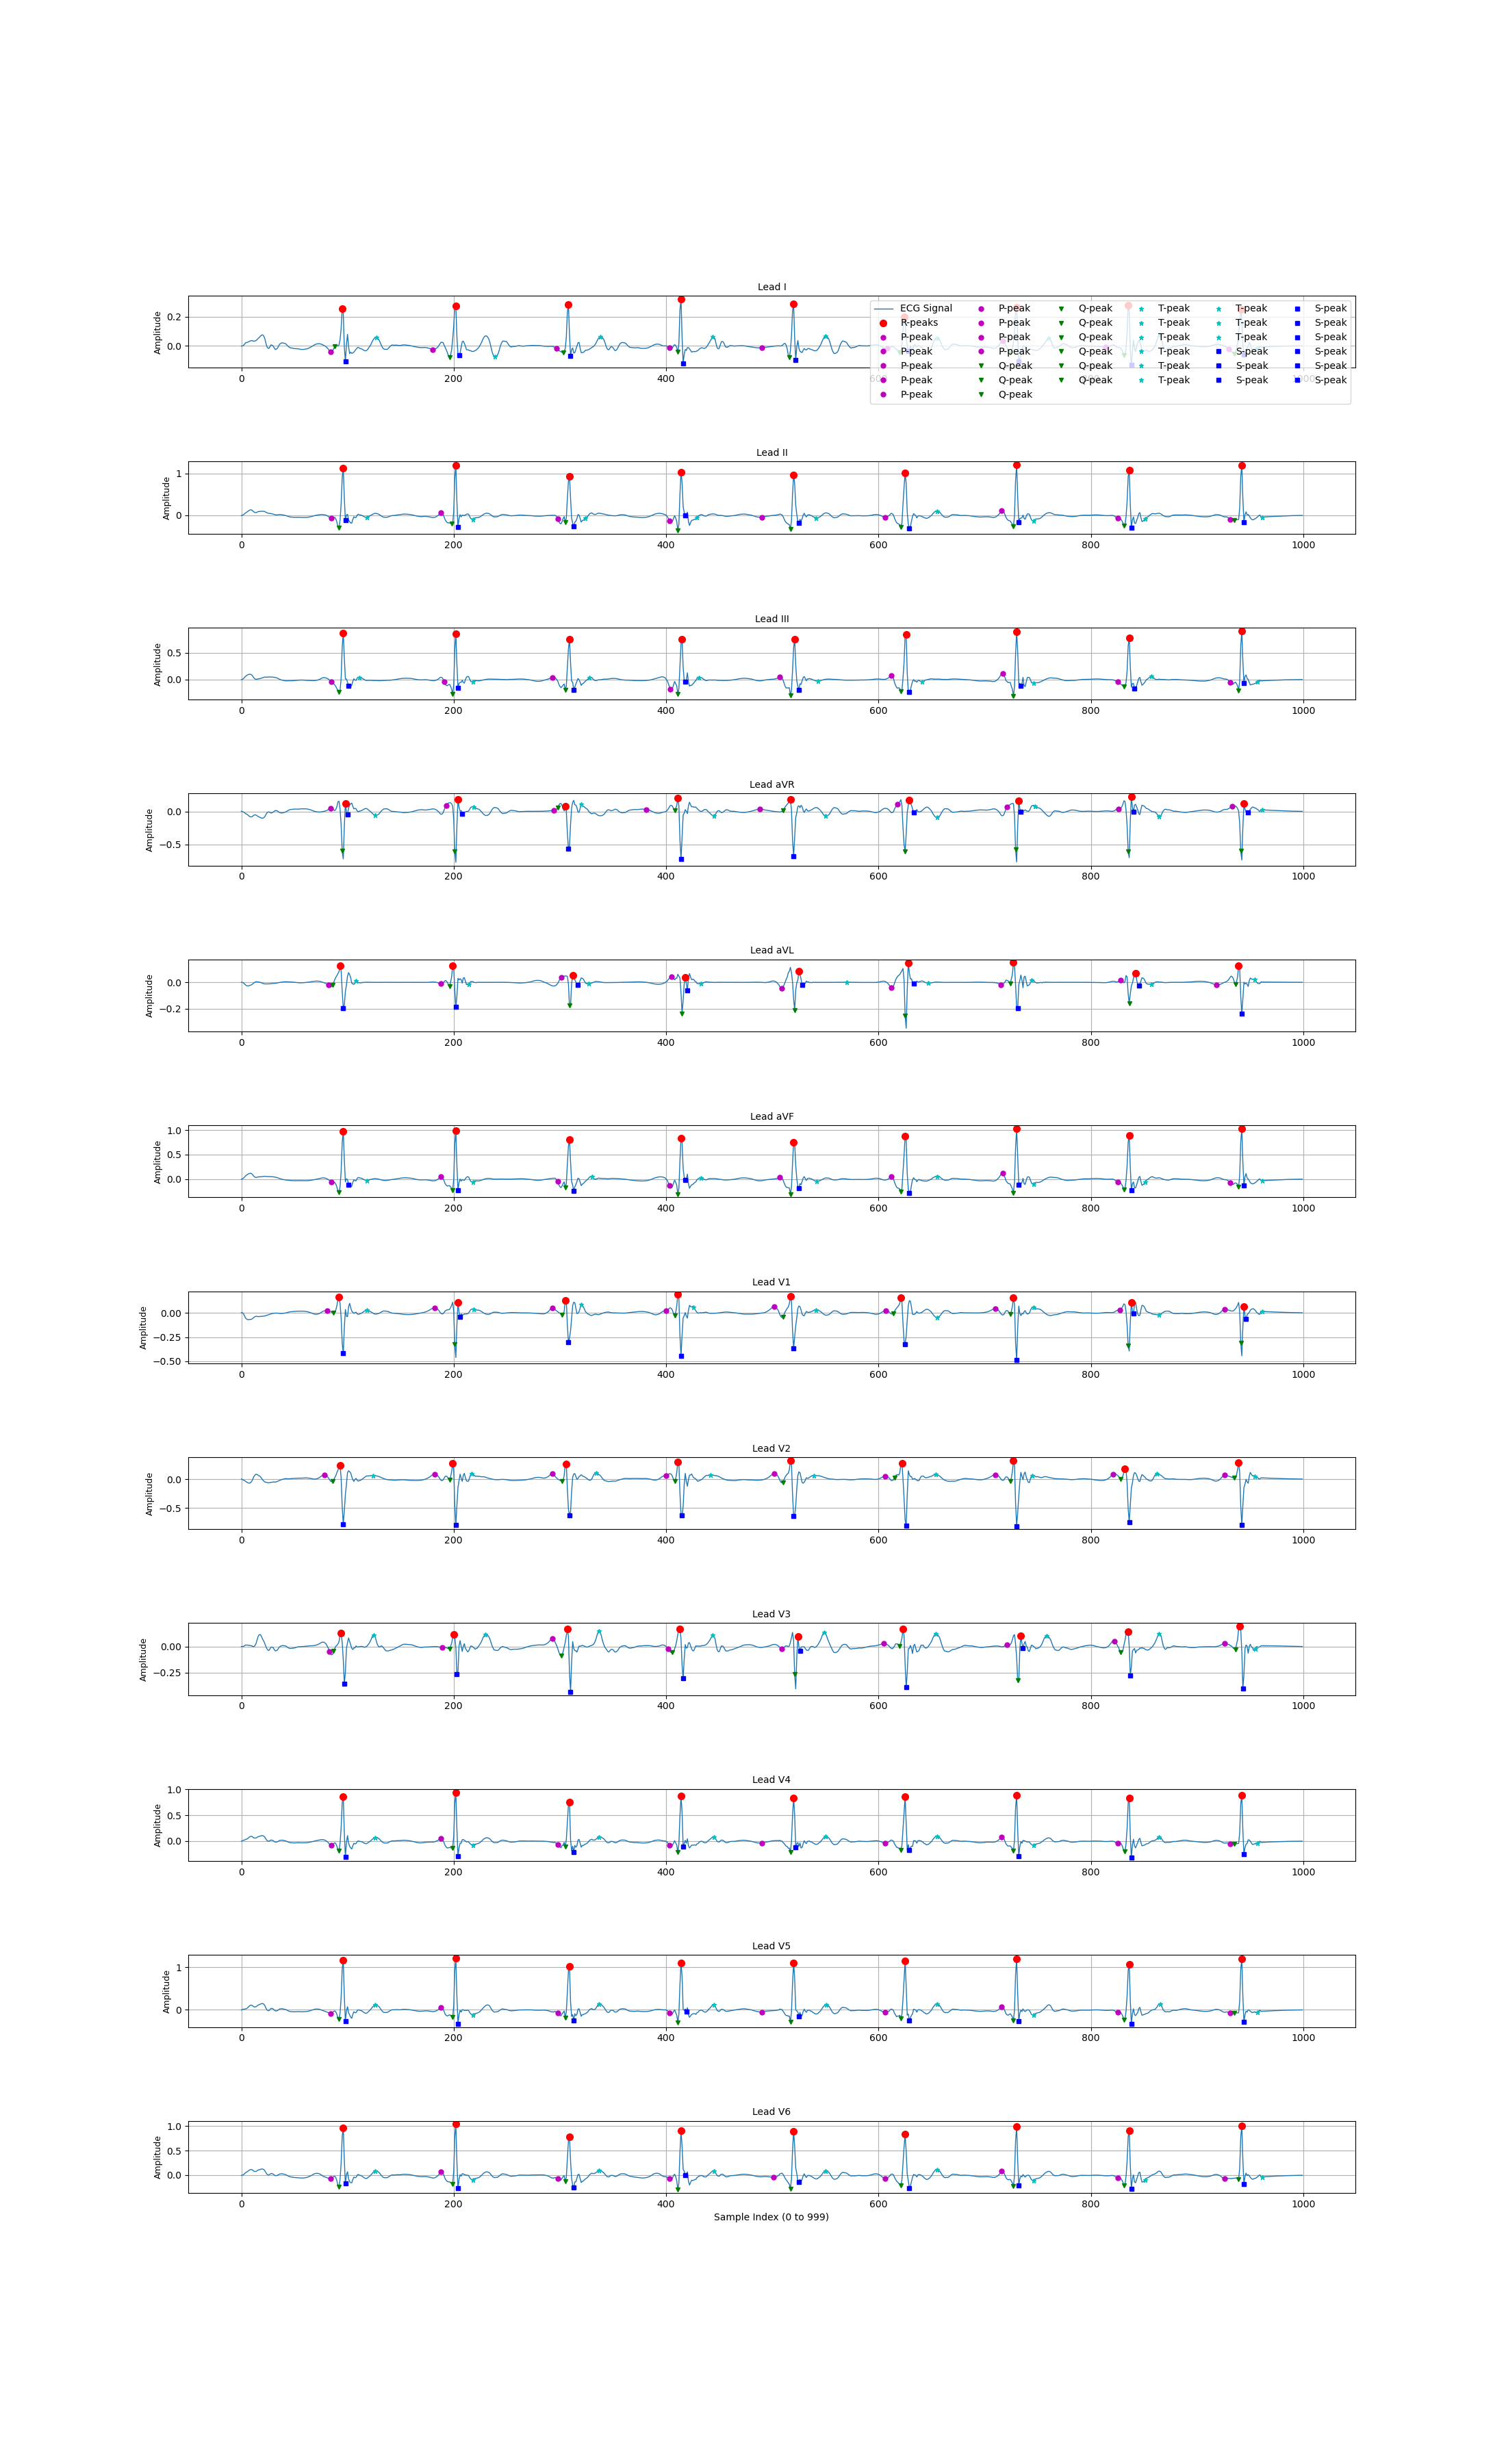 Lead I
Amplitude
0.2
0.0
ECG Signal P-peak Q-peak T-peak T-peak S-peak
R-peaks P-peak Q-peak T-peak T-peak S-peak
P-peak P-peak Q-peak T-peak T-peak S-peak
P-peak P-peak Q-peak T-peak S-peak S-peak
P-peak Q-peak Q-peak T-peak S-peak S-peak
P-peak Q-peak Q-peak T-peak S-peak S-peak
P-peak Q-peak
0 200 400 600 800 1000
Lead II
Amplitude
1
0
0 200 400 600 800 1000
Lead III
Amplitude
0.5
0.0
0 200 400 600 800 1000
Lead aVR
Amplitude
0.0
−0.5
0 200 400 600 800 1000
Lead aVL
Amplitude
0.0
−0.2
0 200 400 600 800 1000
Lead aVF
Amplitude
1.0
0.5
0.0
0 200 400 600 800 1000
Lead V1
Amplitude
0.00
−0.25
−0.50
0 200 400 600 800 1000
Lead V2
Amplitude
0.0
−0.5
0 200 400 600 800 1000
Lead V3
Amplitude
0.00
−0.25
0 200 400 600 800 1000
Lead V4
Amplitude
1.0
0.5
0.0
0 200 400 600 800 1000
Lead V5
Amplitude
1
0
0 200 400 600 800 1000
Lead V6
Amplitude
1.0
0.5
0.0
0 200 400 600 800 1000
Sample Index (0 to 999)